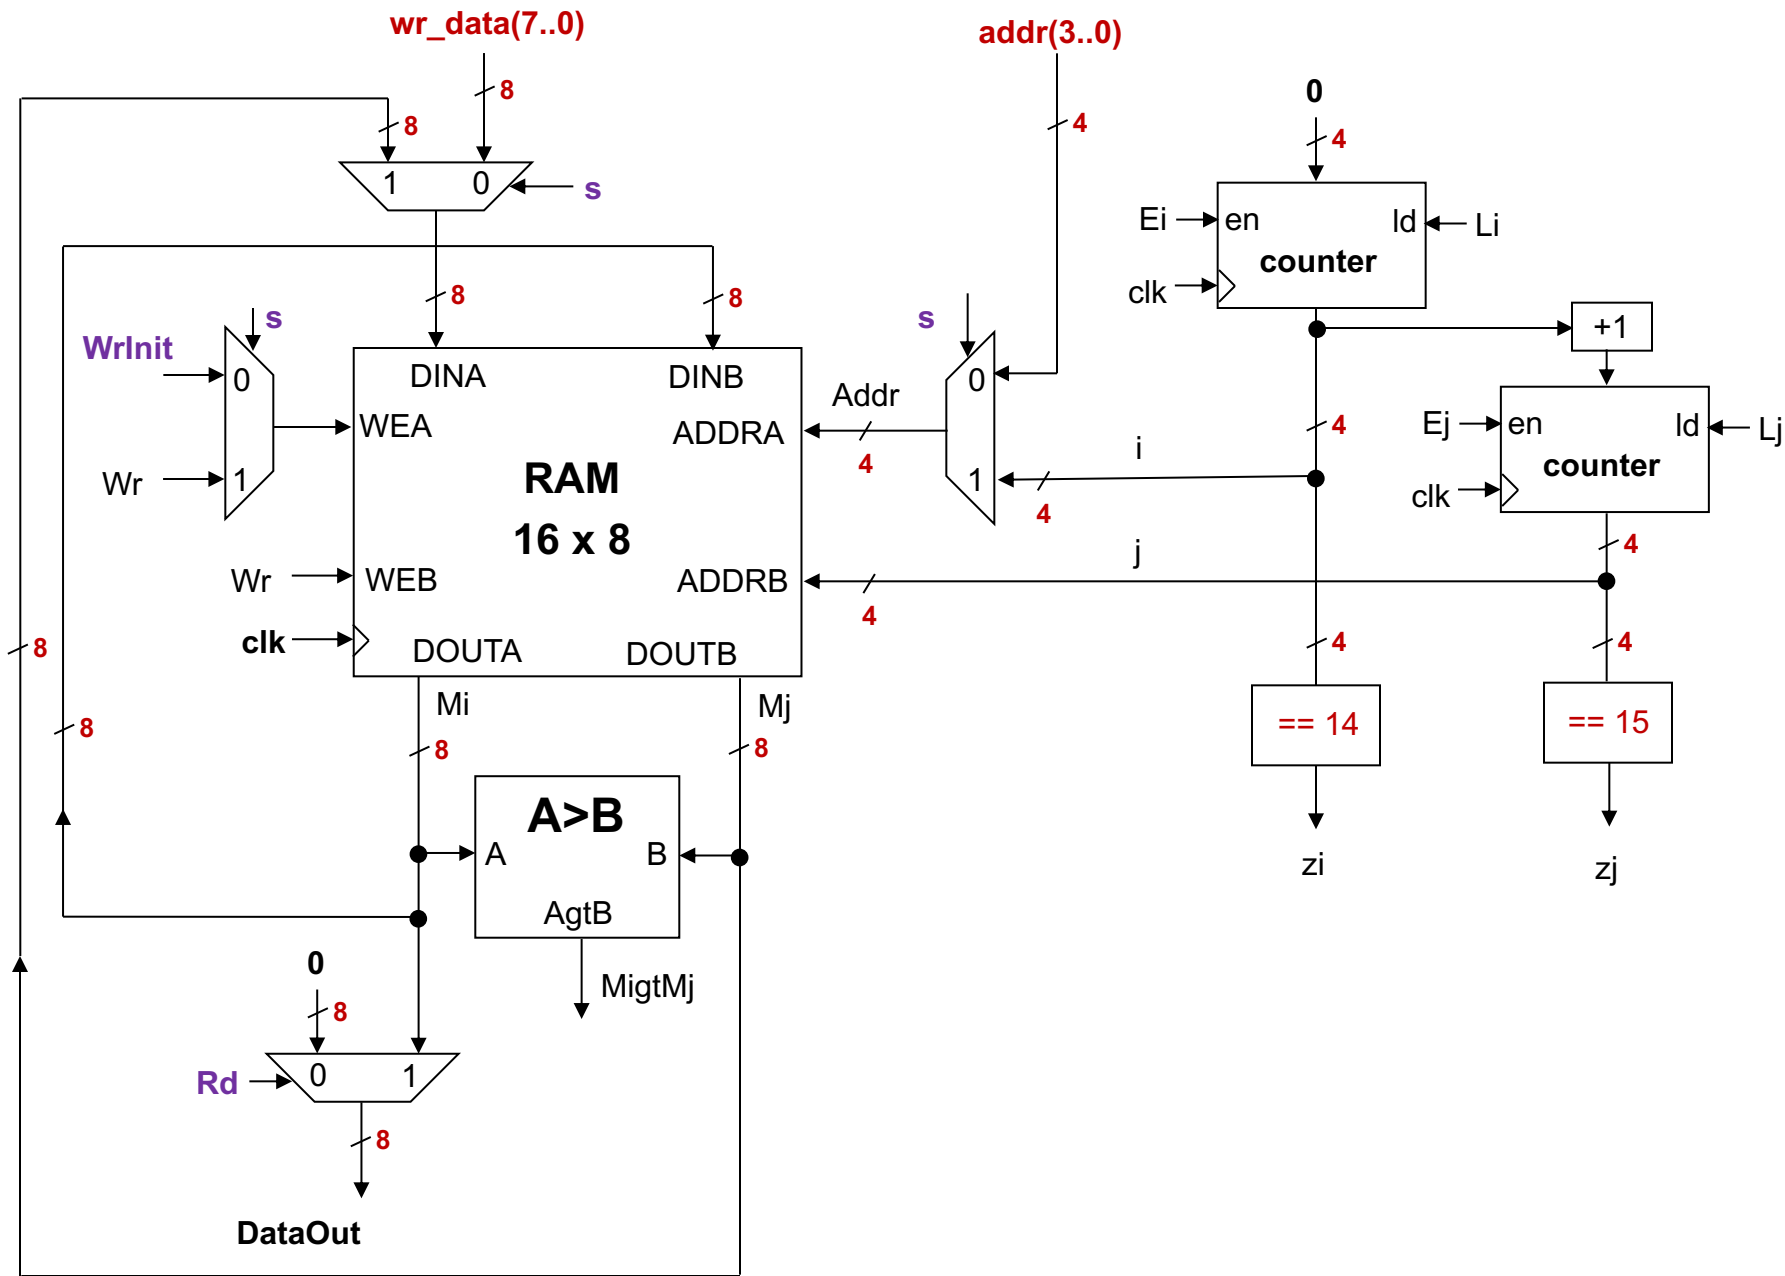 wr_data(7..0)
addr(3..0)
8
8
4
0
4
1 0
s
Ei
en
ld
Li
counter
clk
8
8
s
WrInit
0
s
+1
DINA
DINB
0
Addr
WEA
ADDRA
4
4
Ej
en
ld
Lj
counter
clk
i
Wr
1
RAM
16 x 8
1
4
j
4
Wr
WEB
ADDRB
4
clk
DOUTA
DOUTB
8
4
4
Mi
Mj
8
8
8
== 14
== 15
A>B
A
B
AgtB
zi
zj
0
8
MigtMj
Rd
0 1
8
DataOut